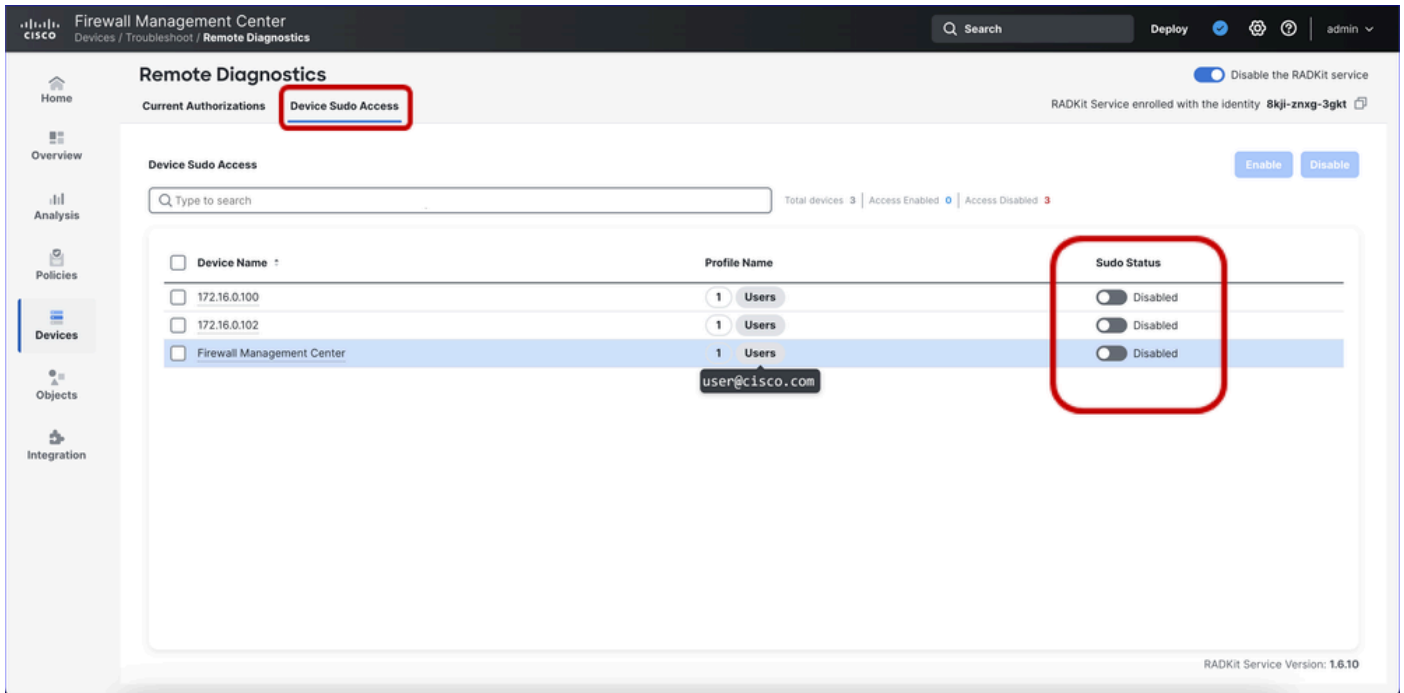 Firewall Management Center
CISCO Devices / Troubleshoot / Remote Diagnostics
Search
Deploy
admin
Home
Overview
Analysis
Policies
Devices
Objects
Integration
Remote Diagnostics
Disable the RADKit service
Current Authorizations Device Sudo Access
RADKit Service enrolled with the identity 8kji-znxg-3gkt
Device Sudo Access
Enable Disable
Type to search
Total devices 3 | Access Enabled 0 | Access Disabled 3
Device Name Profile Name Sudo Status
172.16.0.100 1 Users Disabled
172.16.0.102 1 Users Disabled
Firewall Management Center 1 Users Disabled
user@cisco.com
RADKit Service Version: 1.6.10